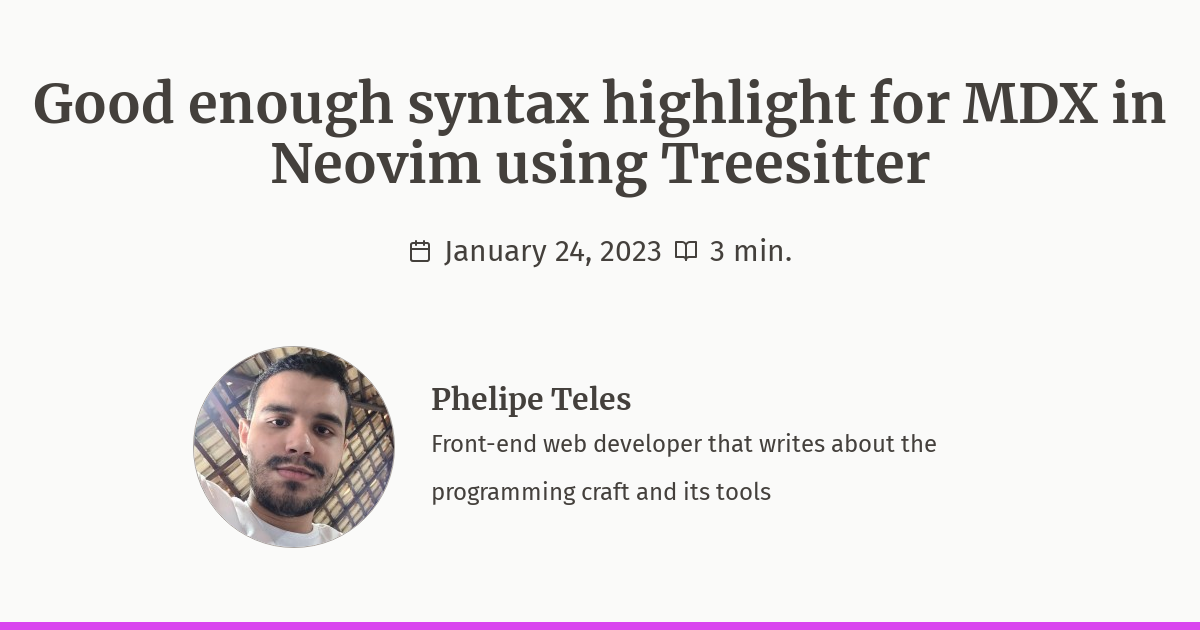 Good enough syntax highlight for MDX in
Neovim using Treesitter
January 24, 2023 3 min.
Phelipe Teles
Front-end web developer that writes about the
programming craft and its tools